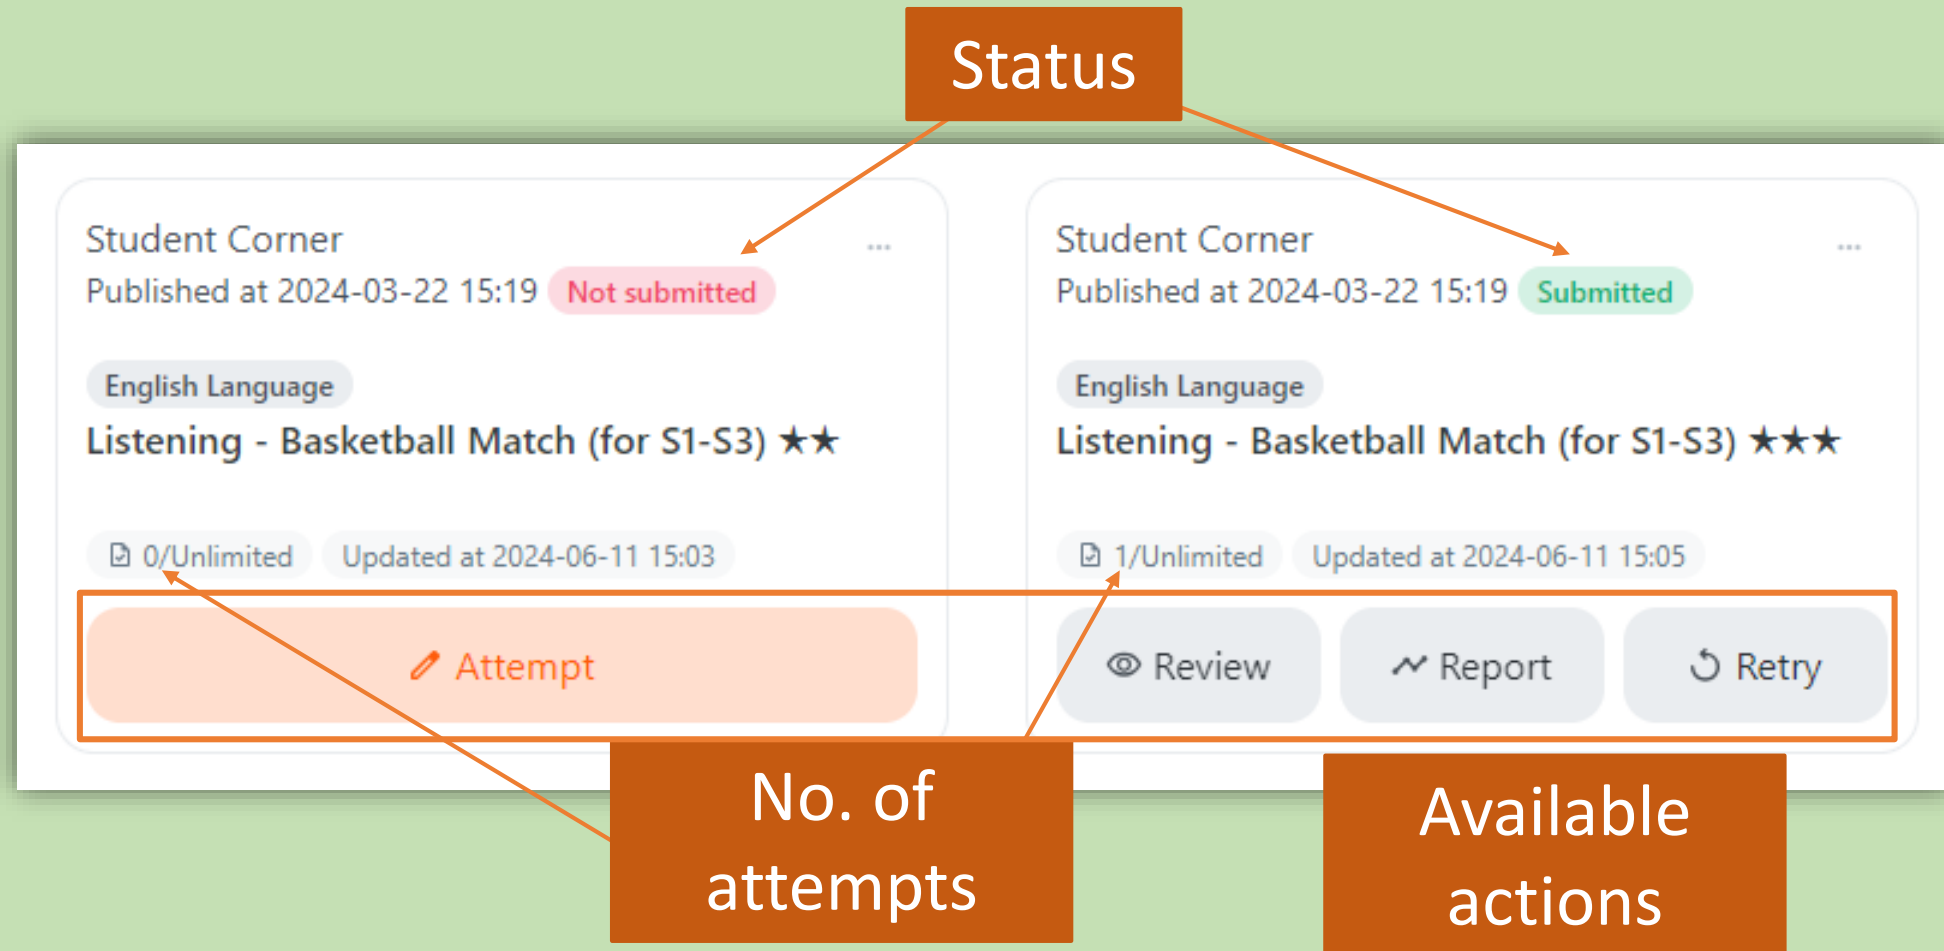 Status
Student Corner
...
Published at 2024-03-22 15:19 Not submitted
English Language
Listening - Basketball Match (for S1-S3) ★★
0/Unlimited Updated at 2024-06-11 15:03
Attempt
Student Corner
...
Published at 2024-03-22 15:19 Submitted
English Language
Listening - Basketball Match (for S1-S3) ★★★
1/Unlimited Updated at 2024-06-11 15:05
Review Report Retry
No. of
attempts
Available
actions